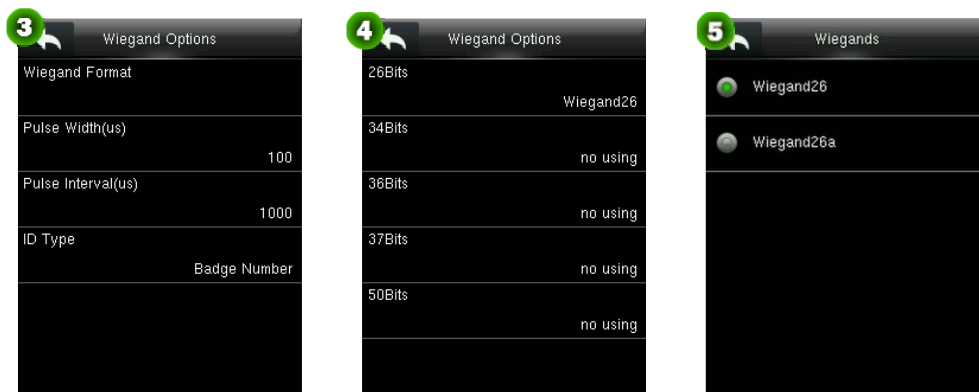 3
Wiegand Options
Wiegand Format
Pulse Width(us)
100
Pulse Interval(us)
1000
ID Type
Badge Number
4
Wiegand Options
26Bits
Wiegand26
34Bits
no using
36Bits
no using
37Bits
no using
50Bits
no using
5
Wiegands
Wiegand26
Wiegand26a